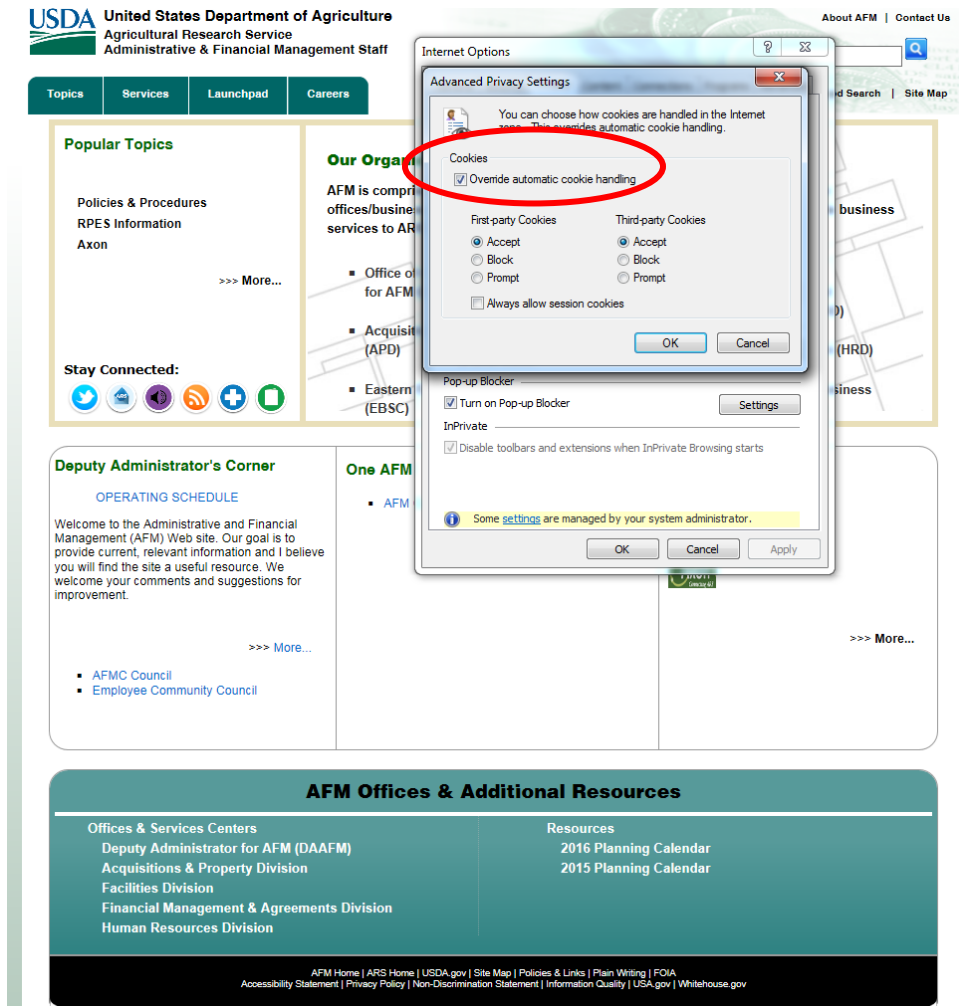 USDA
United States Department of Agriculture
Agricultural Research Service
Administrative & Financial Management Staff
About AFM | Contact Us
Search | Site Map
Topics
Services
Launchpad
Careers
Popular Topics
Policies & Procedures
RPES Information
Axon
>>> More...
Stay Connected:
Our Organi
AFM is compri
offices/busine
services to AR
business
Office of
for AFM
Acquisit
(APD)
(HRD)
Eastern
(EBSC)
siness
Internet Options
Advanced Privacy Settings
You can choose how cookies are handled in the Internet
zone. This overrides automatic cookie handling.
Cookies
Override automatic cookie handling
First-party Cookies
Third-party Cookies
Accept
Accept
Block
Block
Prompt
Prompt
Always allow session cookies
OK
Cancel
Pop-up Blocker
Turn on Pop-up Blocker
Settings
InPrivate
Disable toolbars and extensions when InPrivate Browsing starts
Some settings are managed by your system administrator.
OK
Cancel
Apply
Deputy Administrator's Corner
OPERATING SCHEDULE
Welcome to the Administrative and Financial
Management (AFM) Web site. Our goal is to
provide current, relevant information and I believe
you will find the site a useful resource. We
welcome your comments and suggestions for
improvement.
>>> More...
AFMC Council
Employee Community Council
One AFM
AFM
>>> More...
AFM Offices & Additional Resources
Offices & Services Centers
Deputy Administrator for AFM (DAAFM)
Acquisitions & Property Division
Facilities Division
Financial Management & Agreements Division
Human Resources Division
Resources
2016 Planning Calendar
2015 Planning Calendar
AFM Home | ARS Home | USDA.gov | Site Map | Policies & Links | Plain Writing | FOIA
Accessibility Statement | Privacy Policy | Non-Discrimination Statement | Information Quality | USA.gov | Whitehouse.gov